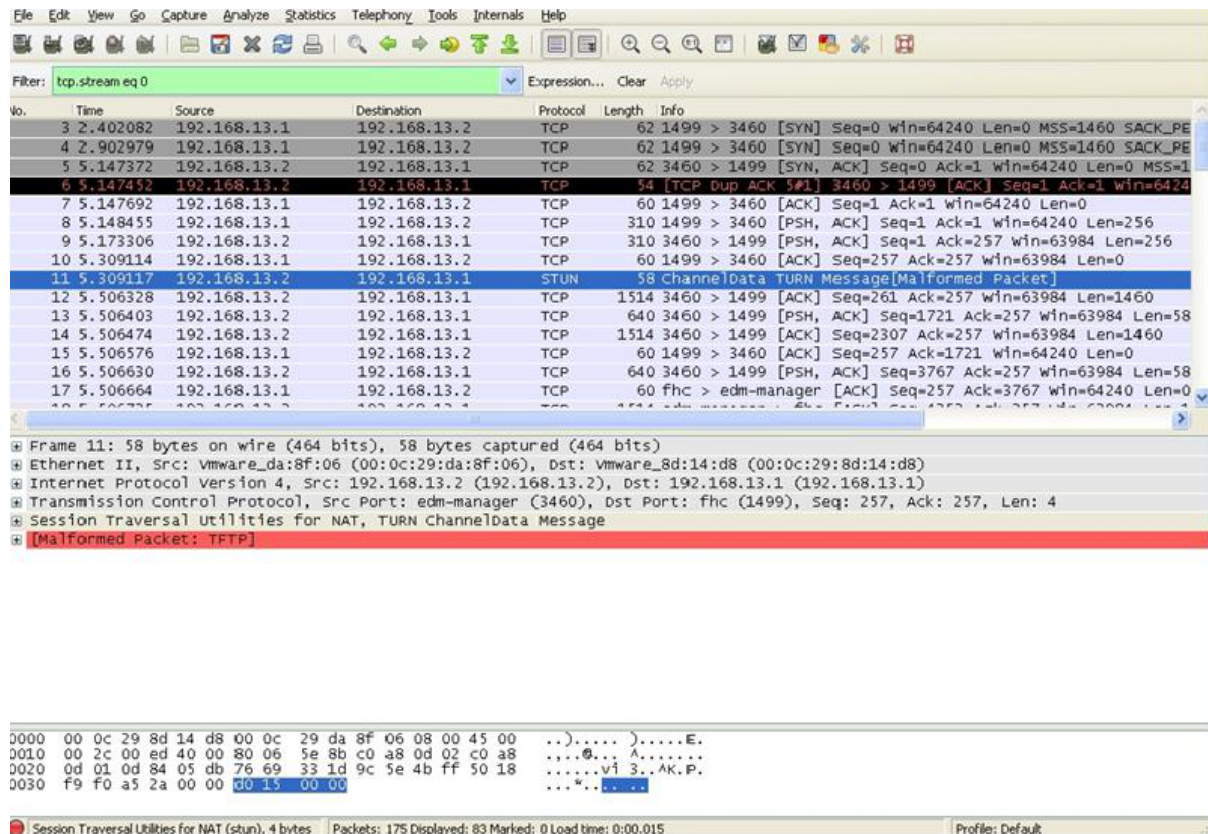 File Edit View Go Capture Analyze Statistics Telephony Tools Internals Help
Filter: tcp.stream eq 0 Expression... Clear Apply
No. Time Source Destination Protocol Length Info
3 2.402082 192.168.13.1 192.168.13.2 TCP 62 1499 > 3460 [SYN] Seq=0 Win=64240 Len=0 MSS=1460 SACK_PE
4 2.902979 192.168.13.1 192.168.13.2 TCP 62 1499 > 3460 [SYN] Seq=0 Win=64240 Len=0 MSS=1460 SACK_PE
5 5.147372 192.168.13.2 192.168.13.1 TCP 62 3460 > 1499 [SYN, ACK] Seq=0 Ack=1 Win=64240 Len=0 MSS=1
6 5.147452 192.168.13.2 192.168.13.1 TCP 54 [TCP Dup ACK 5#1] 3460 > 1499 [ACK] Seq=1 Ack=1 Win=6424
7 5.147692 192.168.13.1 192.168.13.2 TCP 60 1499 > 3460 [ACK] Seq=1 Ack=1 Win=64240 Len=0
8 5.148455 192.168.13.1 192.168.13.2 TCP 310 1499 > 3460 [PSH, ACK] Seq=1 Ack=1 Win=64240 Len=256
9 5.173306 192.168.13.2 192.168.13.1 TCP 310 3460 > 1499 [PSH, ACK] Seq=1 Ack=257 Win=63984 Len=256
10 5.309114 192.168.13.1 192.168.13.2 TCP 60 1499 > 3460 [ACK] Seq=257 Ack=257 Win=63984 Len=0
11 5.309117 192.168.13.2 192.168.13.1 STUN 58 ChannelData TURN Message[Malformed Packet]
12 5.506328 192.168.13.2 192.168.13.1 TCP 1514 3460 > 1499 [ACK] Seq=261 Ack=257 Win=63984 Len=1460
13 5.506403 192.168.13.2 192.168.13.1 TCP 640 3460 > 1499 [PSH, ACK] Seq=1721 Ack=257 Win=63984 Len=58
14 5.506474 192.168.13.2 192.168.13.1 TCP 1514 3460 > 1499 [ACK] Seq=2307 Ack=257 Win=63984 Len=1460
15 5.506576 192.168.13.1 192.168.13.2 TCP 60 1499 > 3460 [ACK] Seq=257 Ack=1721 Win=64240 Len=0
16 5.506630 192.168.13.2 192.168.13.1 TCP 640 3460 > 1499 [PSH, ACK] Seq=3767 Ack=257 Win=63984 Len=58
17 5.506664 192.168.13.1 192.168.13.2 TCP 60 fhc > edm-manager [ACK] Seq=257 Ack=3767 Win=64240 Len=0
Frame 11: 58 bytes on wire (464 bits), 58 bytes captured (464 bits)
Ethernet II, Src: Vmware_da:8f:06 (00:0c:29:da:8f:06), Dst: Vmware_8d:14:d8 (00:0c:29:8d:14:d8)
Internet Protocol Version 4, Src: 192.168.13.2 (192.168.13.2), Dst: 192.168.13.1 (192.168.13.1)
Transmission Control Protocol, Src Port: edm-manager (3460), Dst Port: fhc (1499), Seq: 257, Ack: 257, Len: 4
Session Traversal Utilities for NAT, TURN ChannelData Message
[Malformed Packet: TFTP]
0000 00 0c 29 8d 14 d8 00 0c 29 da 8f 06 08 00 45 00 ..)..... ).....E.
0010 00 2c 00 ed 40 00 80 06 5e 8b c0 a8 0d 02 c0 a8 .,..@... ^.......
0020 0d 01 0d 84 05 db 76 69 33 1d 9c 5e 4b ff 50 18 ......vi 3..^K.P.
0030 f9 f0 a5 2a 00 00 d0 15 00 00 ...*.... ..
Session Traversal Utilities for NAT (stun), 4 bytes Packets: 175 Displayed: 83 Marked: 0 Load time: 0:00.015 Profile: Default